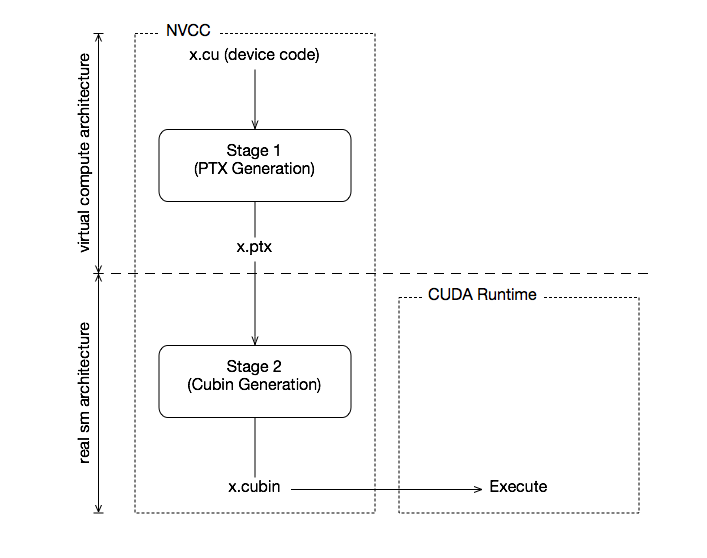 NVCC
x.cu (device code)
virtual compute architecture
Stage 1
(PTX Generation)
x.ptx
CUDA Runtime
real sm architecture
Stage 2
(Cubin Generation)
x.cubin
Execute